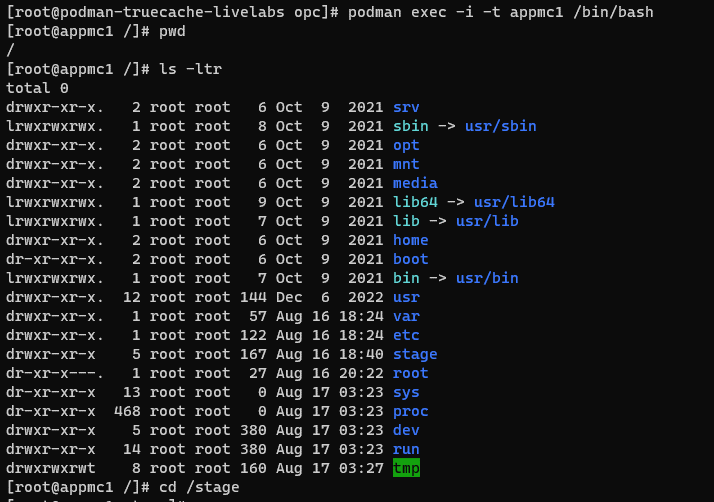 [root@podman-truecache-livelabs opc]# podman exec -i -t appmc1 /bin/bash
[root@appmc1 /]# pwd
/
[root@appmc1 /]# ls -ltr
total 0
drwxr-xr-x.   2 root root   6 Oct  9  2021 srv
lrwxrwxrwx.   1 root root   8 Oct  9  2021 sbin -> usr/sbin
drwxr-xr-x.   2 root root   6 Oct  9  2021 opt
drwxr-xr-x.   2 root root   6 Oct  9  2021 mnt
drwxr-xr-x.   2 root root   6 Oct  9  2021 media
lrwxrwxrwx.   1 root root   9 Oct  9  2021 lib64 -> usr/lib64
lrwxrwxrwx.   1 root root   7 Oct  9  2021 lib -> usr/lib
drwxr-xr-x.   2 root root   6 Oct  9  2021 home
dr-xr-xr-x.   2 root root   6 Oct  9  2021 boot
lrwxrwxrwx.   1 root root   7 Oct  9  2021 bin -> usr/bin
drwxr-xr-x.  12 root root 144 Dec  6  2022 usr
drwxr-xr-x.   1 root root  57 Aug 16 18:24 var
drwxr-xr-x.   1 root root 122 Aug 16 18:24 etc
drwxr-xr-x    5 root root 167 Aug 16 18:40 stage
dr-xr-x---.   1 root root  27 Aug 16 20:22 root
dr-xr-xr-x   13 root root   0 Aug 17 03:23 sys
dr-xr-xr-x  468 root root   0 Aug 17 03:23 proc
drwxr-xr-x    5 root root 380 Aug 17 03:23 dev
drwxr-xr-x   14 root root 380 Aug 17 03:23 run
drwxrwxrwt    8 root root 160 Aug 17 03:27 tmp
[root@appmc1 /]# cd /stage